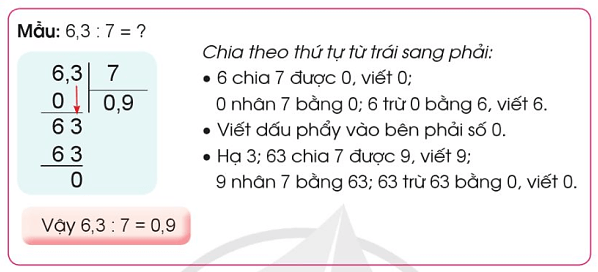 Mẫu: 6,3 : 7 = ?
6,3 7
0 0,9
6 3
6 3
0
Vậy 6,3 : 7 = 0,9
Chia theo thứ tự từ trái sang phải:
• 6 chia 7 được 0, viết 0;
0 nhân 7 bằng 0; 6 trừ 0 bằng 6, viết 6.
• Viết dấu phẩy vào bên phải số 0.
• Hạ 3; 63 chia 7 được 9, viết 9;
9 nhân 7 bằng 63; 63 trừ 63 bằng 0, viết 0.